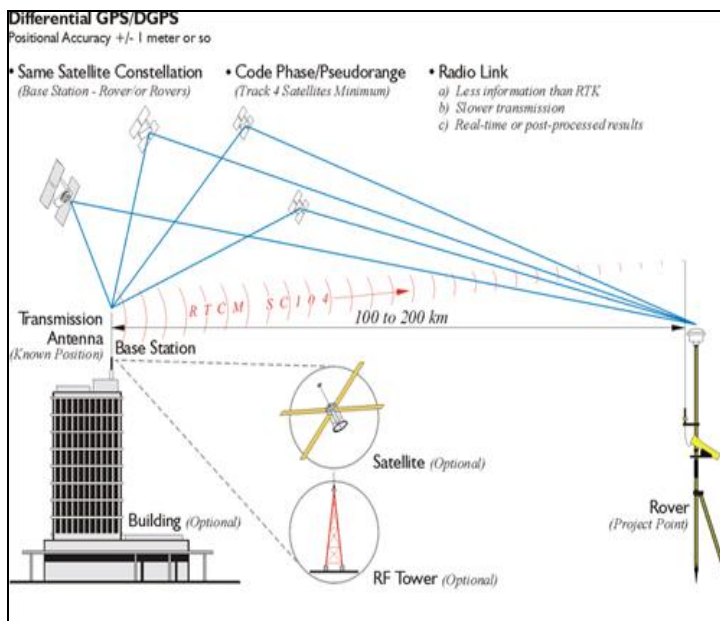 Differential GPS/DGPS
Positional Accuracy +/- 1 meter or so
• Same Satellite Constellation
(Base Station - Rover/or Rovers)
• Code Phase/Pseudorange
(Track 4 Satellites Minimum)
• Radio Link
a) Less information than RTK
b) Slower transmission
c) Real-time or post-processed results
RTCM SC104
100 to 200 km
Transmission
Antenna
(Known Position)
Base Station
Satellite (Optional)
Building (Optional)
RF Tower (Optional)
Rover
(Project Point)